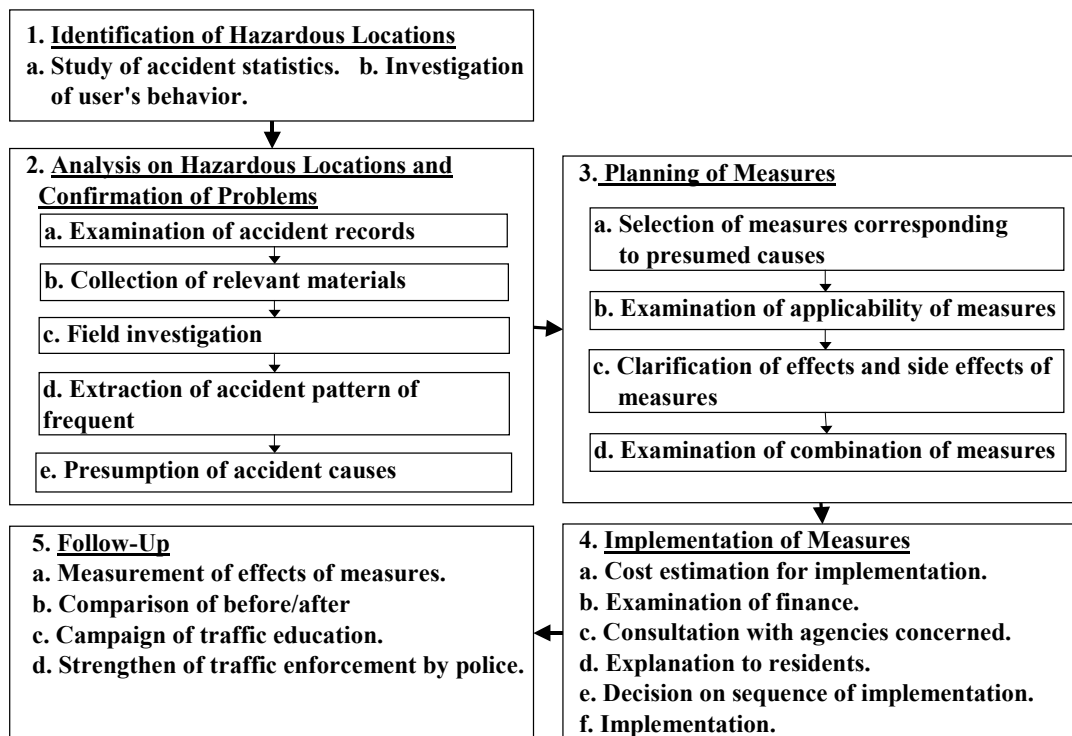 1. Identification of Hazardous Locations
a. Study of accident statistics. b. Investigation
of user's behavior.
2. Analysis on Hazardous Locations and
Confirmation of Problems
a. Examination of accident records
b. Collection of relevant materials
c. Field investigation
d. Extraction of accident pattern of
frequent
e. Presumption of accident causes
3. Planning of Measures
a. Selection of measures corresponding
to presumed causes
b. Examination of applicability of measures
c. Clarification of effects and side effects of
measures
d. Examination of combination of measures
4. Implementation of Measures
a. Cost estimation for implementation.
b. Examination of finance.
c. Consultation with agencies concerned.
d. Explanation to residents.
e. Decision on sequence of implementation.
f. Implementation.
5. Follow-Up
a. Measurement of effects of measures.
b. Comparison of before/after
c. Campaign of traffic education.
d. Strengthen of traffic enforcement by police.